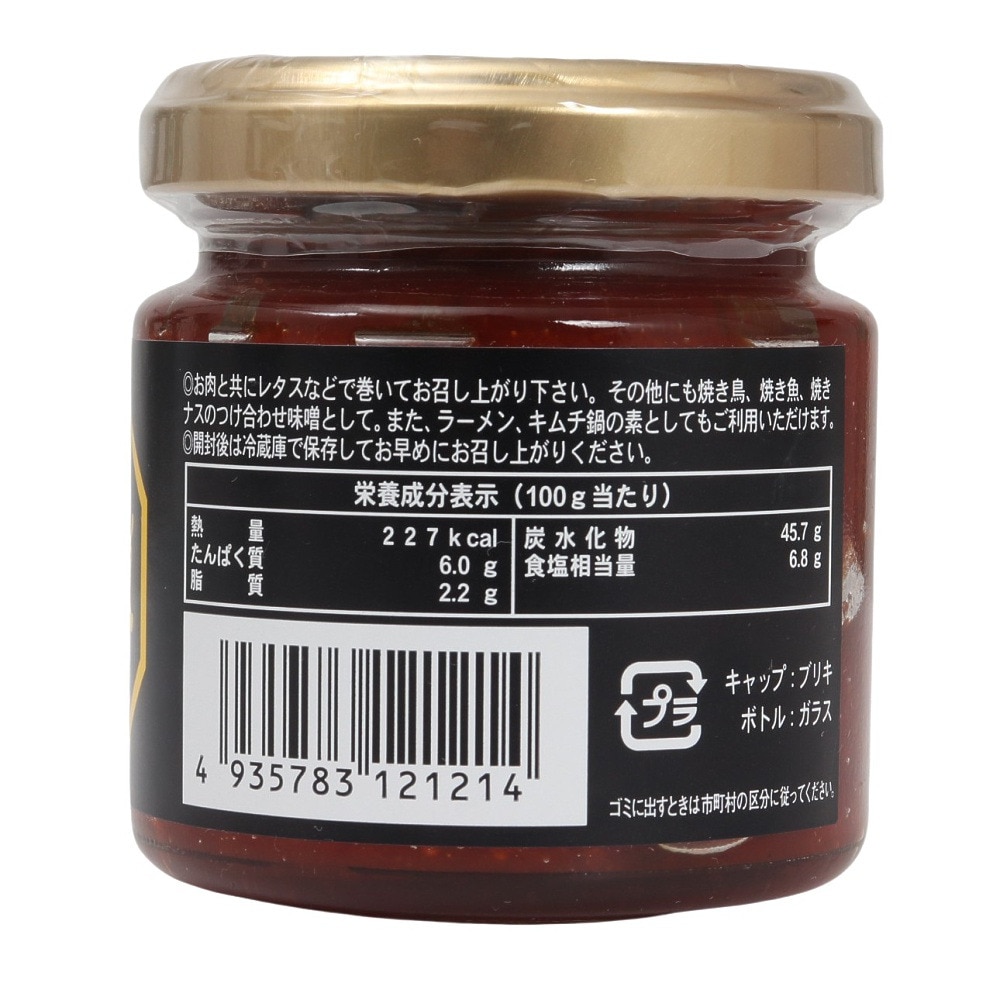 ◎お肉と共にレタスなどで巻いてお召し上がり下さい。その他にも焼き鳥、焼き魚、焼き
ナスのつけ合わせ味噌として。また、ラーメン、キムチ鍋の素としてもご利用いただけます。
◎開封後は冷蔵庫で保存してお早めにお召し上がりください。
栄養成分表示（100g当たり）
熱量 227kcal
たんぱく質 6.0 g
脂質 2.2 g
炭水化物 45.7 g
食塩相当量 6.8 g
4 935783 121214
プラ
キャップ：ブリキ
ボトル：ガラス
ゴミに出すときは市町村の区分に従ってください。